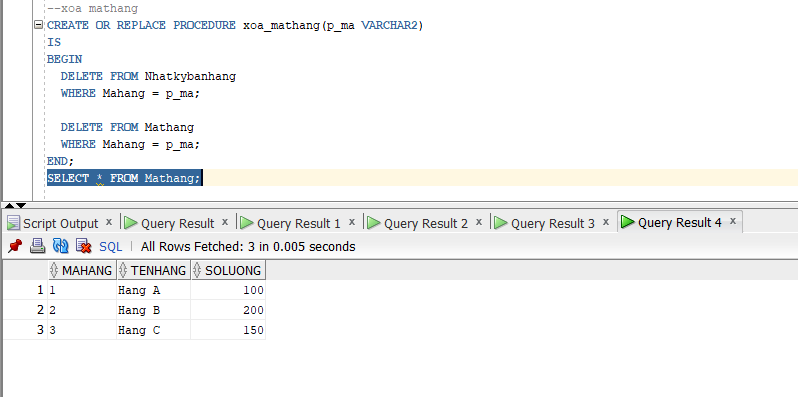 --xoa mathang
CREATE OR REPLACE PROCEDURE xoa_mathang(p_ma VARCHAR2)
IS
BEGIN
DELETE FROM Nhatkybanhang
WHERE Mahang = p_ma;
DELETE FROM Mathang
WHERE Mahang = p_ma;
END;
SELECT * FROM Mathang;
Script Output x Query Result x Query Result 1 x Query Result 2 x Query Result 3 x Query Result 4 x
SQL | All Rows Fetched: 3 in 0.005 seconds
MAHANG TENHANG SOLUONG
1 1 Hang A 100
2 2 Hang B 200
3 3 Hang C 150